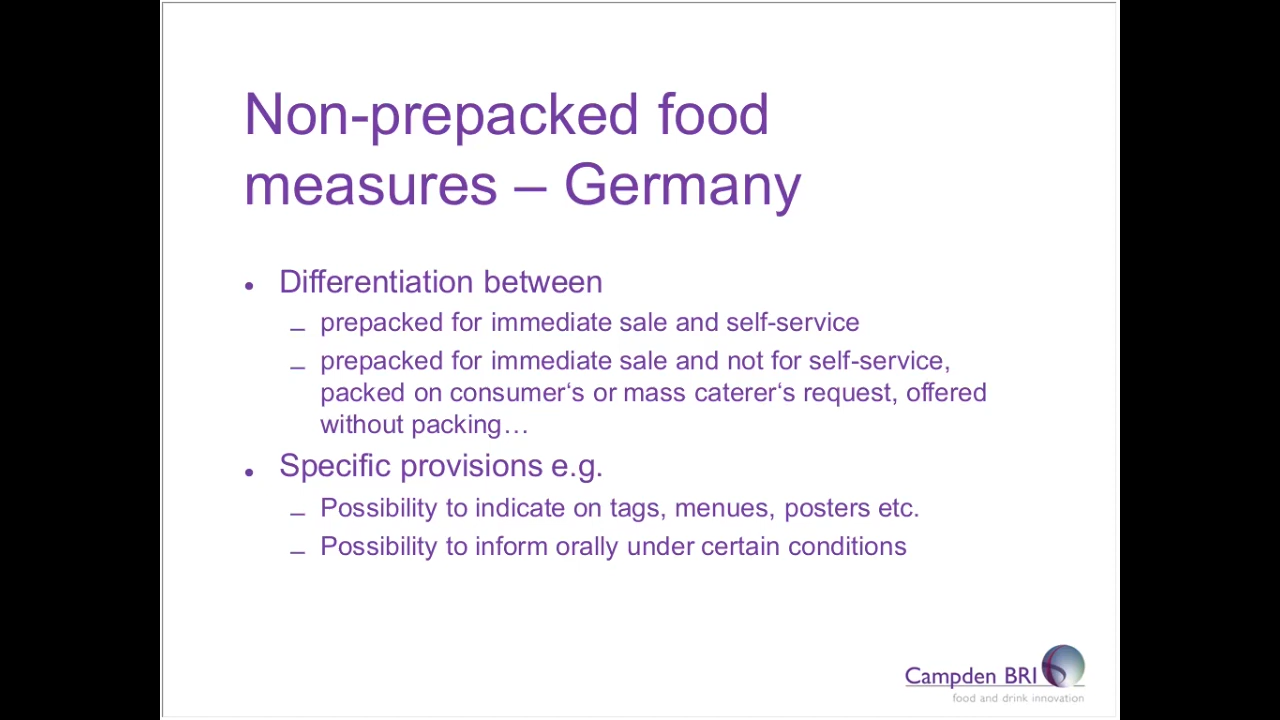 Non-prepacked food
measures – Germany
• Differentiation between
– prepacked for immediate sale and self-service
– prepacked for immediate sale and not for self-service,
packed on consumer‘s or mass caterer‘s request, offered
without packing…
• Specific provisions e.g.
– Possibility to indicate on tags, menues, posters etc.
– Possibility to inform orally under certain conditions
Campden BRI
food and drink innovation